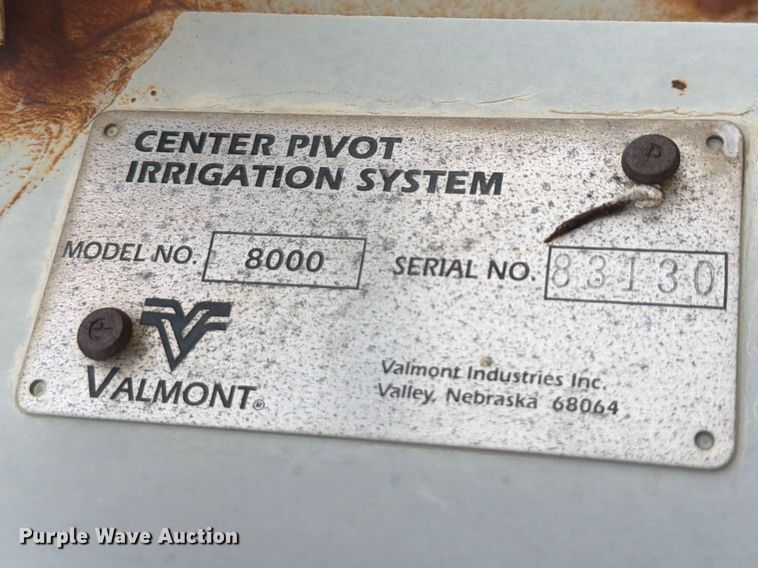 CENTER PIVOT
IRRIGATION SYSTEM
MODEL NO. 8000
SERIAL NO. 83130
VALMONT®
Valmont Industries Inc.
Valley, Nebraska 68064
Purple Wave Auction